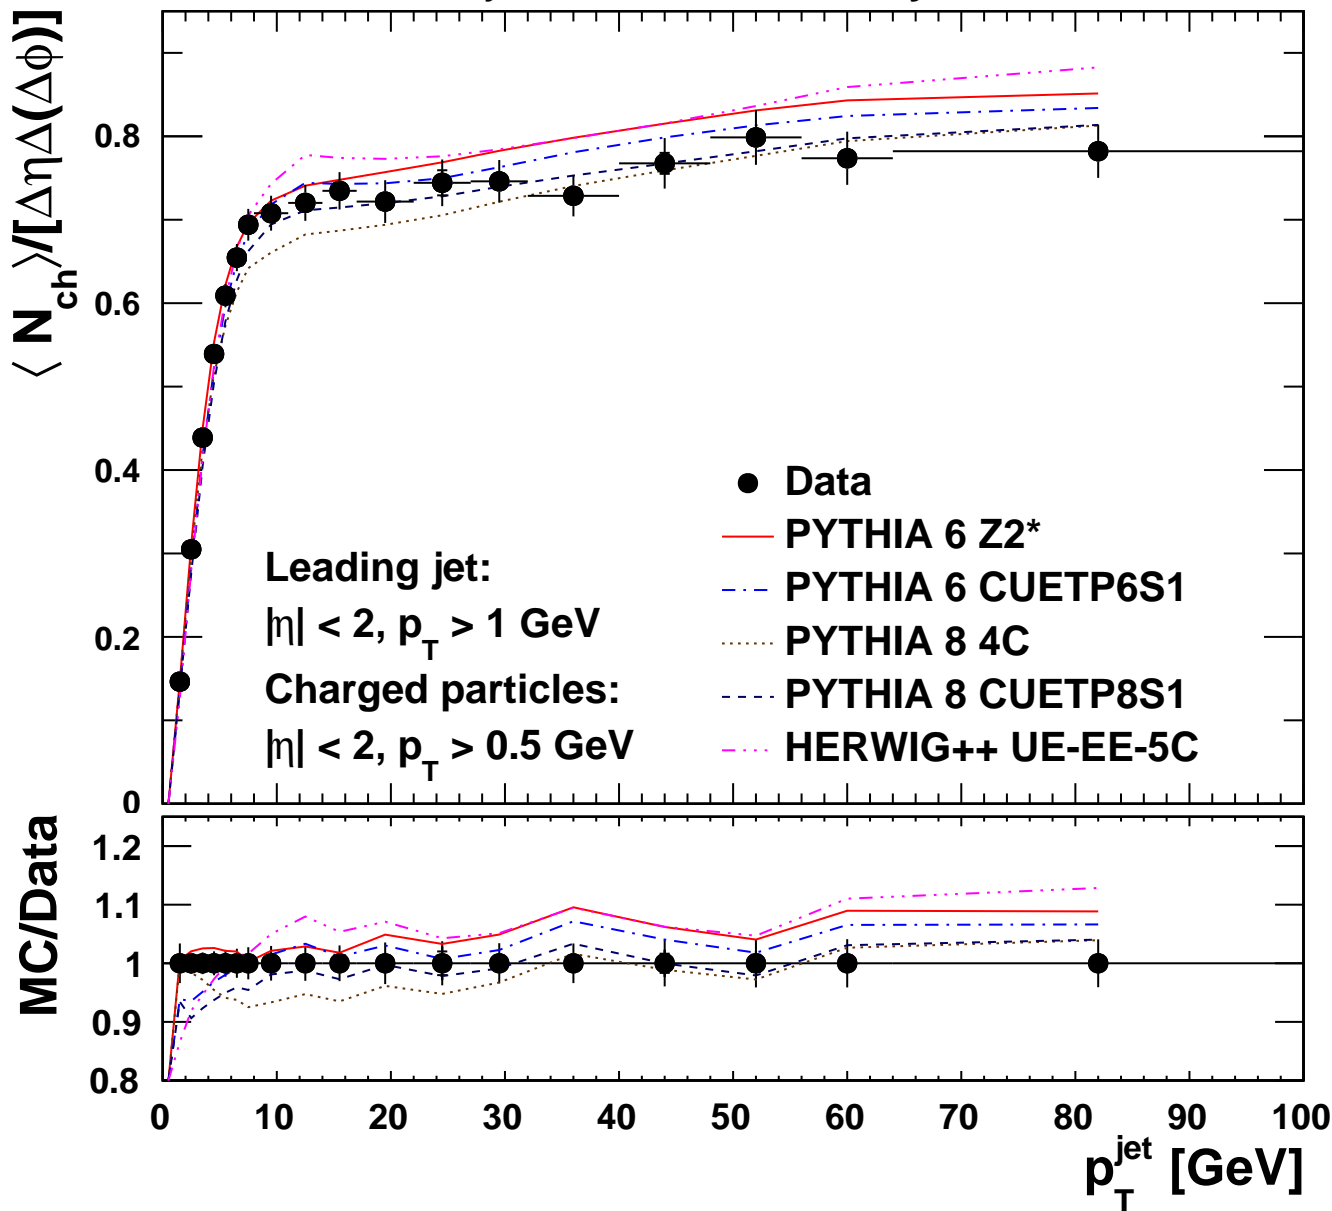 ⟨ N_ch ⟩/[ΔηΔ(Δφ)]
0.8
0.6
0.4
0.2
0
Data
PYTHIA 6 Z2*
PYTHIA 6 CUETP6S1
PYTHIA 8 4C
PYTHIA 8 CUETP8S1
HERWIG++ UE-EE-5C
Leading jet:
|η| < 2, p_T > 1 GeV
Charged particles:
|η| < 2, p_T > 0.5 GeV
MC/Data
1.2
1.1
1
0.9
0.8
0 10 20 30 40 50 60 70 80 90 100
p_T^jet [GeV]